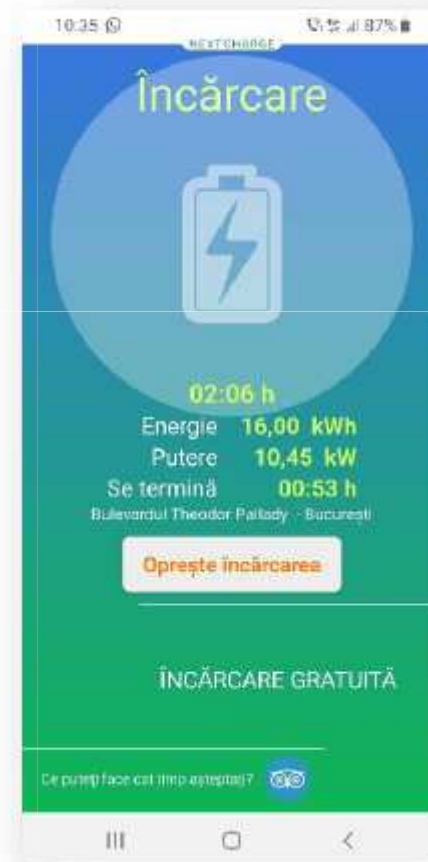 10:35
87%
NEXTCHARGE
Încărcare
02:06 h
Energie 16,00 kWh
Putere 10,45 kW
Se termină 00:53 h
Bulevardul Theodor Pallady - București
Oprește încărcarea
ÎNCĂRCARE GRATUITĂ
Ce puteți face cat timp așteptați?